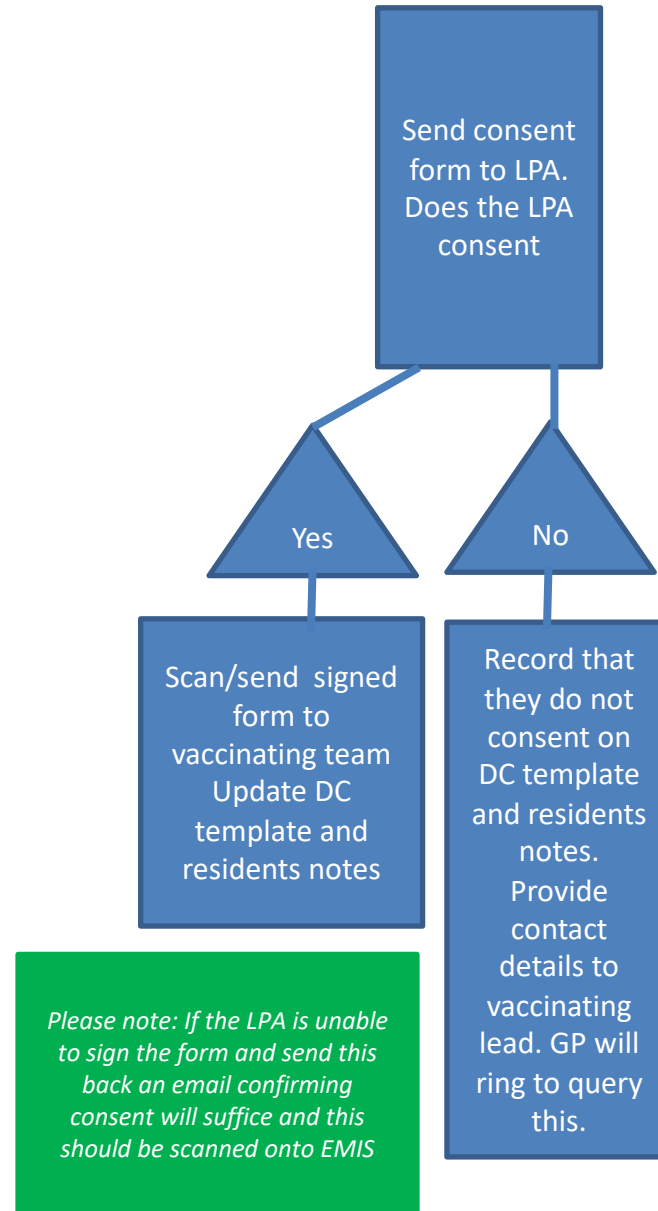 Send consent
form to LPA.
Does the LPA
consent
Yes
No
Scan/send signed
form to
vaccinating team
Update DC
template and
residents notes
Record that
they do not
consent on
DC template
and residents
notes.
Provide
contact
details to
vaccinating
lead. GP will
ring to query
this.
Please note: If the LPA is unable
to sign the form and send this
back an email confirming
consent will suffice and this
should be scanned onto EMIS